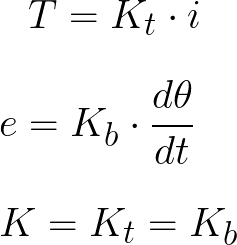 T = K_t · i
e = K_b · dθ/dt
K = K_t = K_b